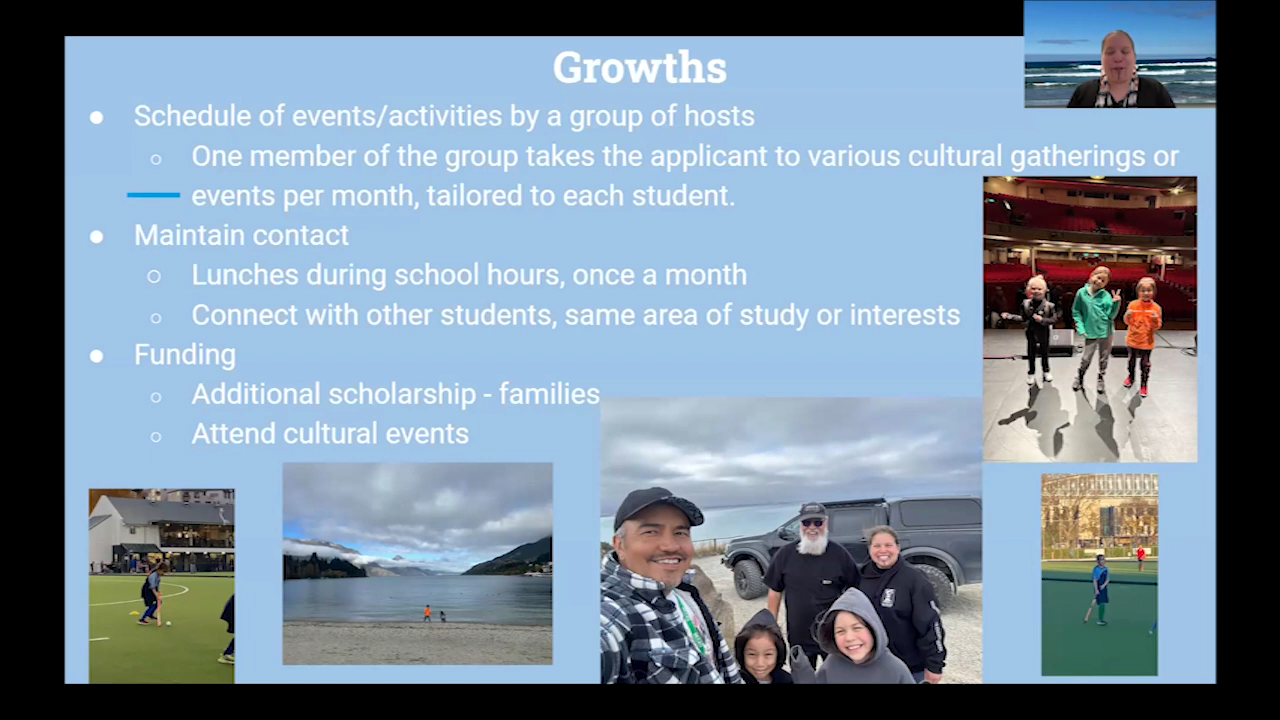 Growths
● Schedule of events/activities by a group of hosts
○ One member of the group takes the applicant to various cultural gatherings or
events per month, tailored to each student.
● Maintain contact
○ Lunches during school hours, once a month
○ Connect with other students, same area of study or interests
● Funding
○ Additional scholarship - families
○ Attend cultural events